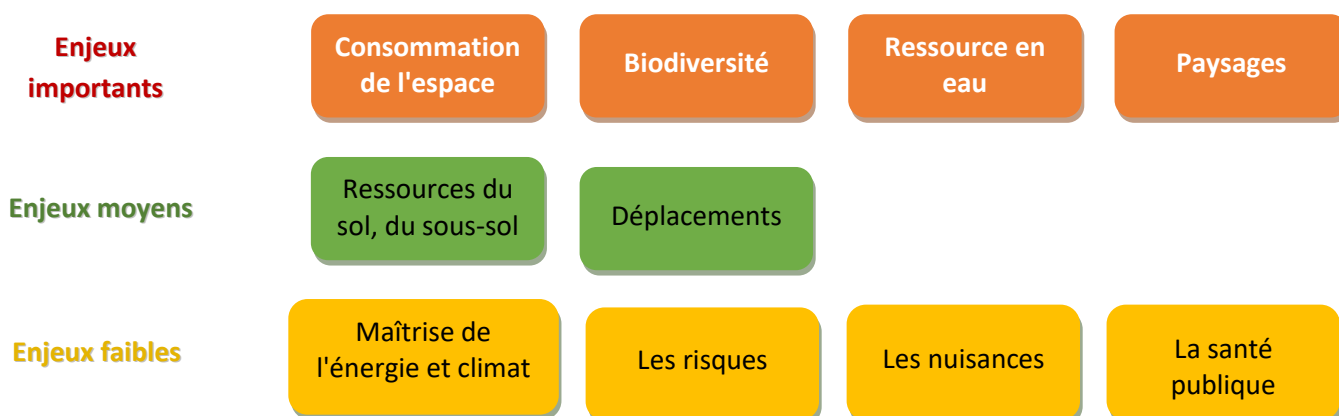 Enjeux
importants
Consommation
de l'espace
Biodiversité
Ressource en
eau
Paysages
Enjeux moyens
Ressources du
sol, du sous-sol
Déplacements
Enjeux faibles
Maîtrise de
l'énergie et climat
Les risques
Les nuisances
La santé
publique